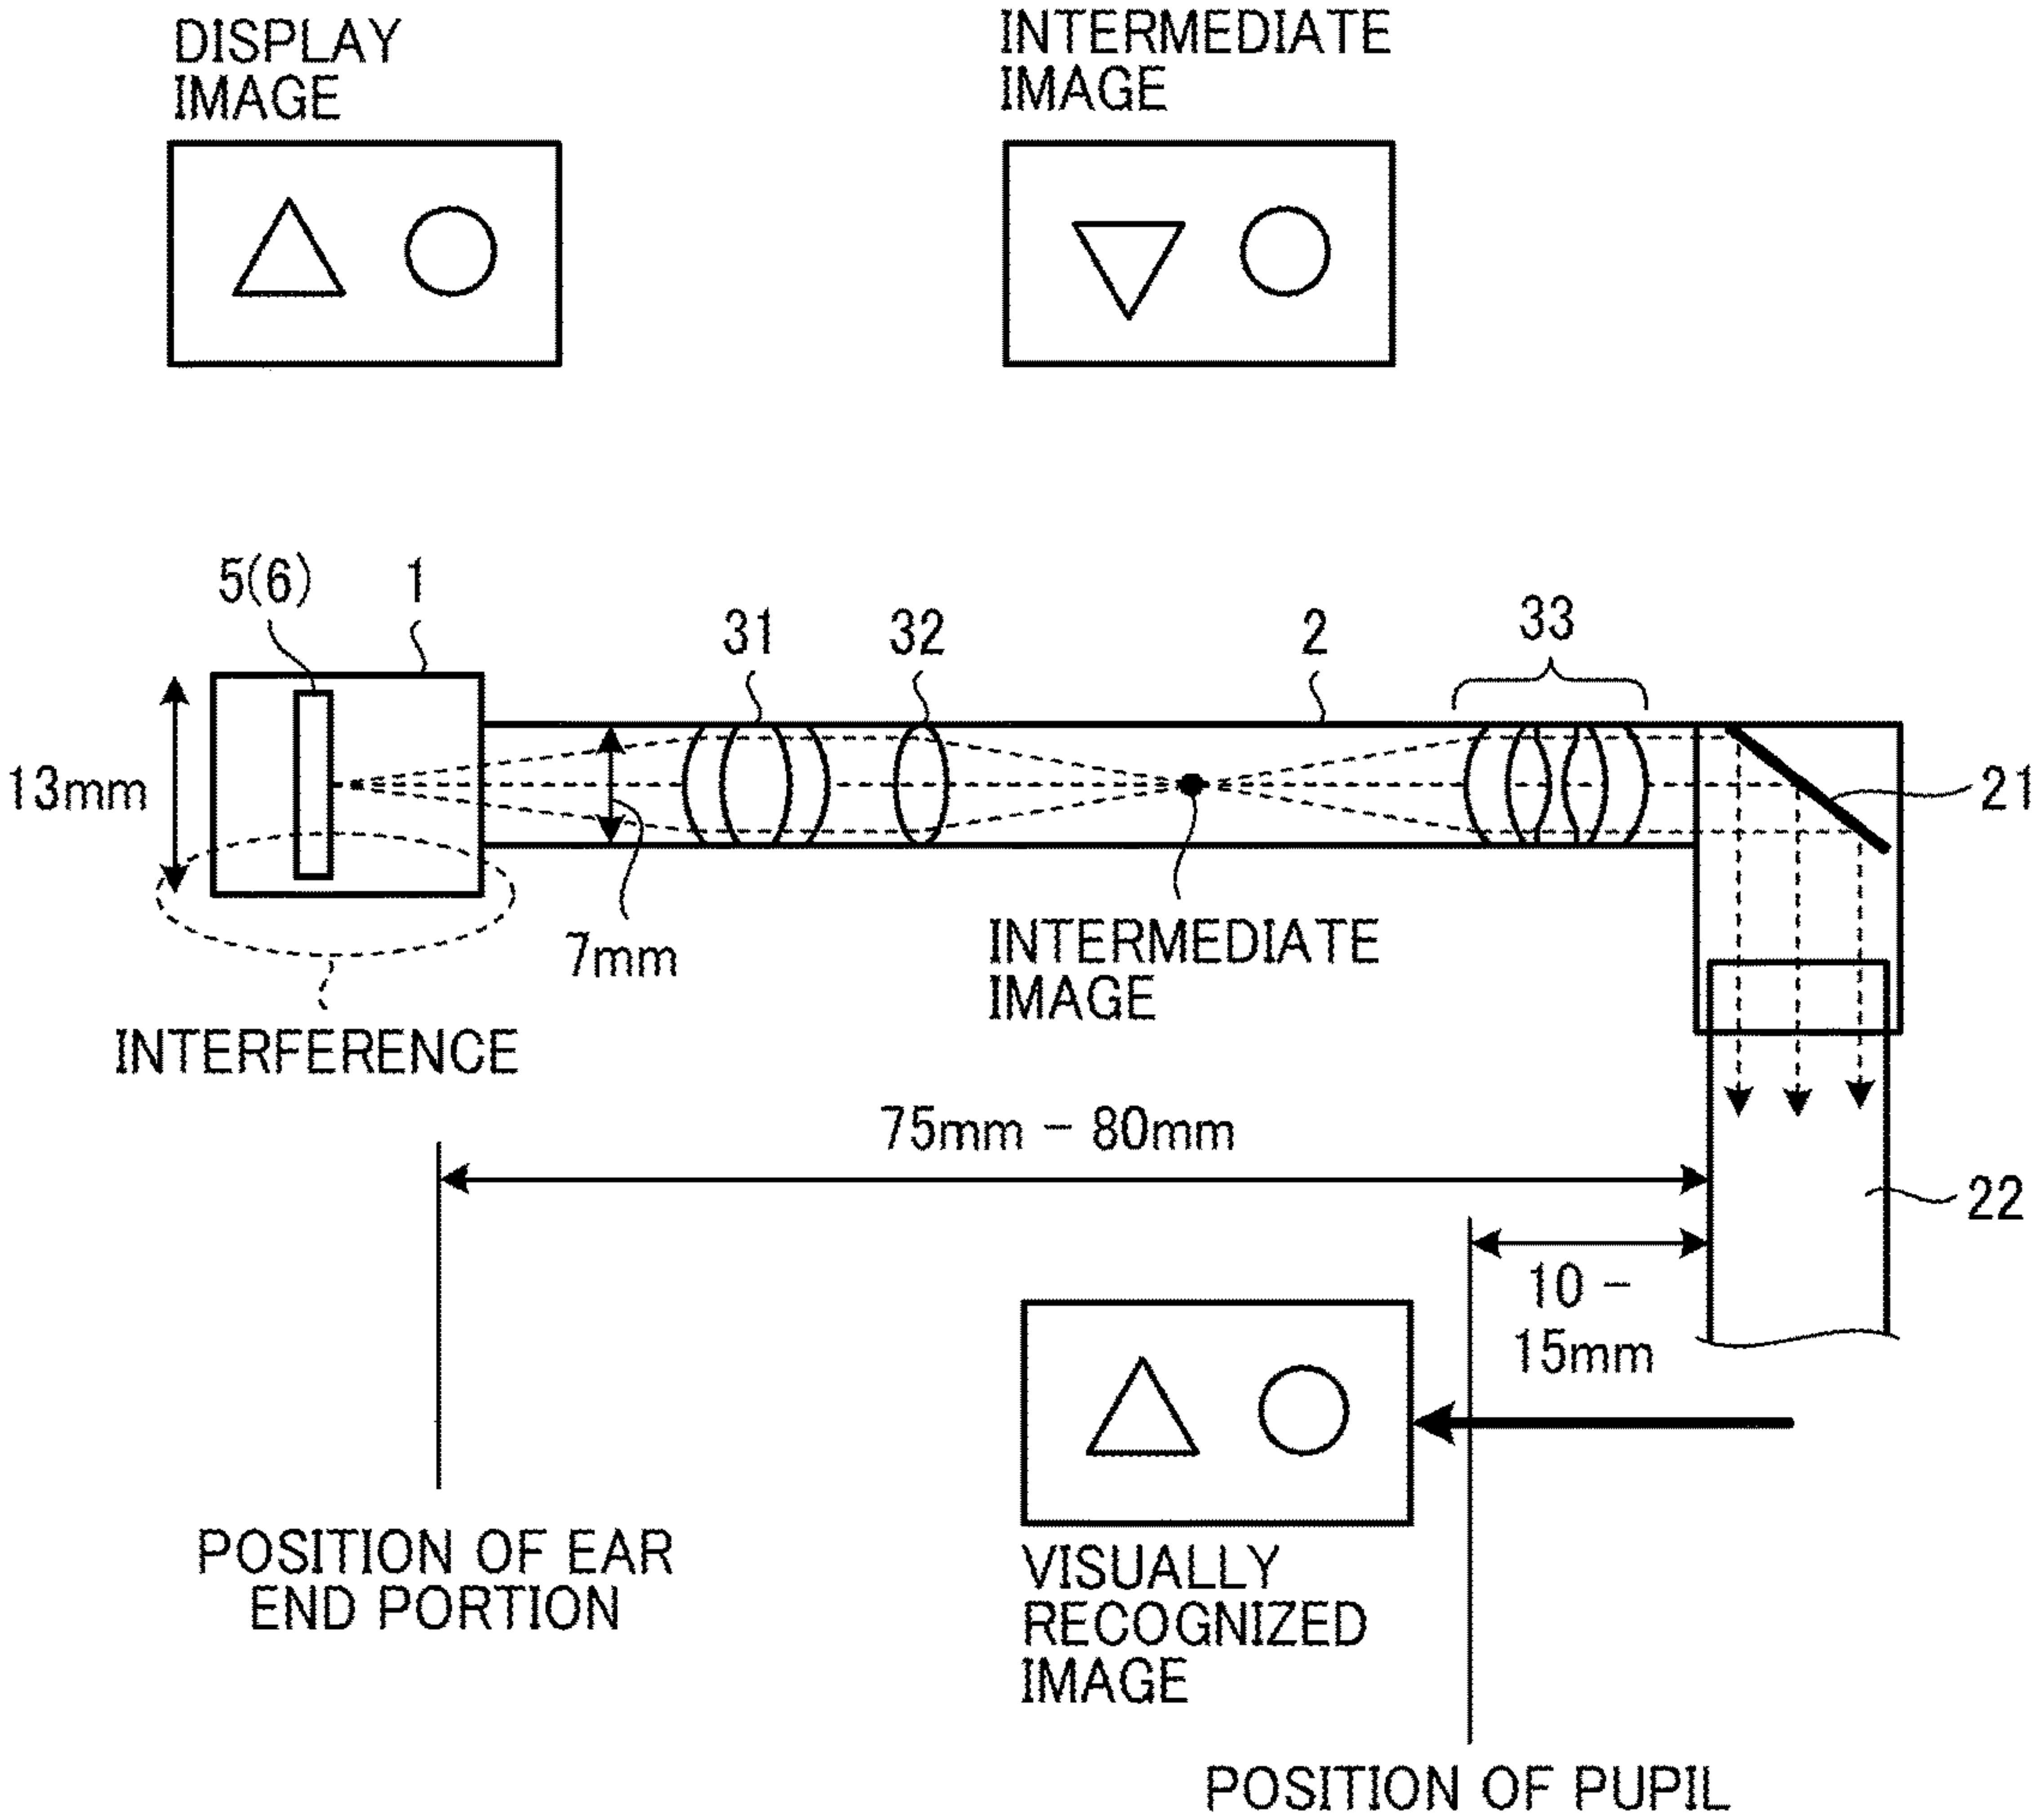 DISPLAY
IMAGE
INTERMEDIATE
IMAGE
5(6)
1
31
32
2
33
13mm
21
7mm
INTERMEDIATE
IMAGE
INTERFERENCE
75mm - 80mm
22
10 -
15mm
POSITION OF EAR
END PORTION
VISUALLY
RECOGNIZED
IMAGE
POSITION OF PUPIL